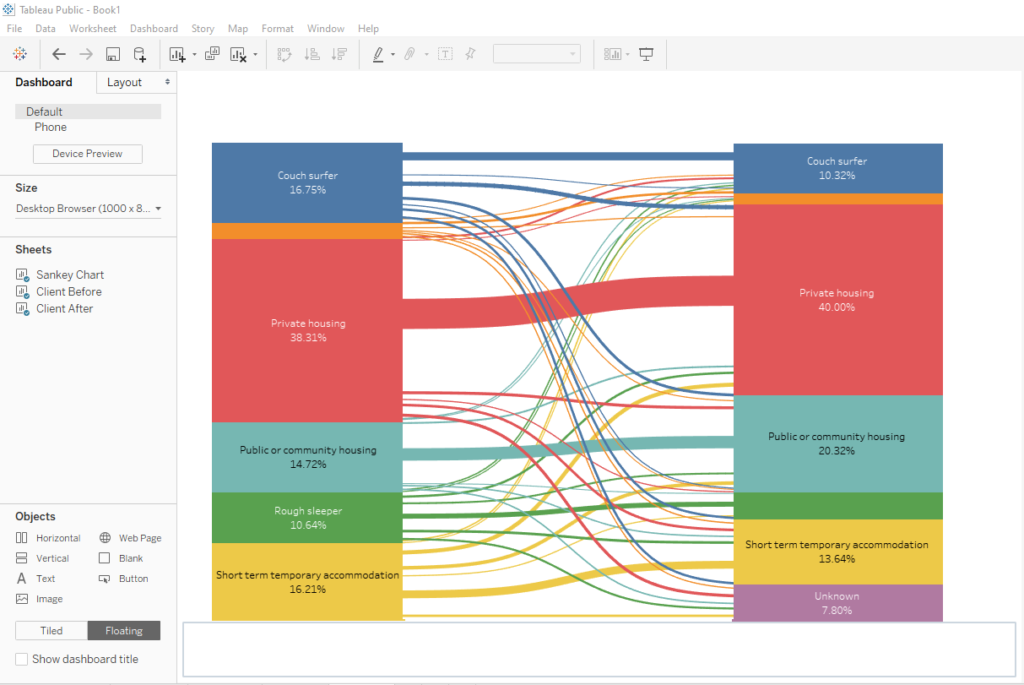 Tableau Public - Book1
File Data Worksheet Dashboard Story Map Format Window Help
Dashboard Layout
Default
Phone
Device Preview
Size
Desktop Browser (1000 x 8...
Sheets
Sankey Chart
Client Before
Client After
Objects
Horizontal Web Page
Vertical Blank
Text Button
Image
Tiled Floating
Show dashboard title
Couch surfer
16.75%
Private housing
38.31%
Public or community housing
14.72%
Rough sleeper
10.64%
Short term temporary accommodation
16.21%
Couch surfer
10.32%
Private housing
40.00%
Public or community housing
20.32%
Short term temporary accommodation
13.64%
Unknown
7.80%